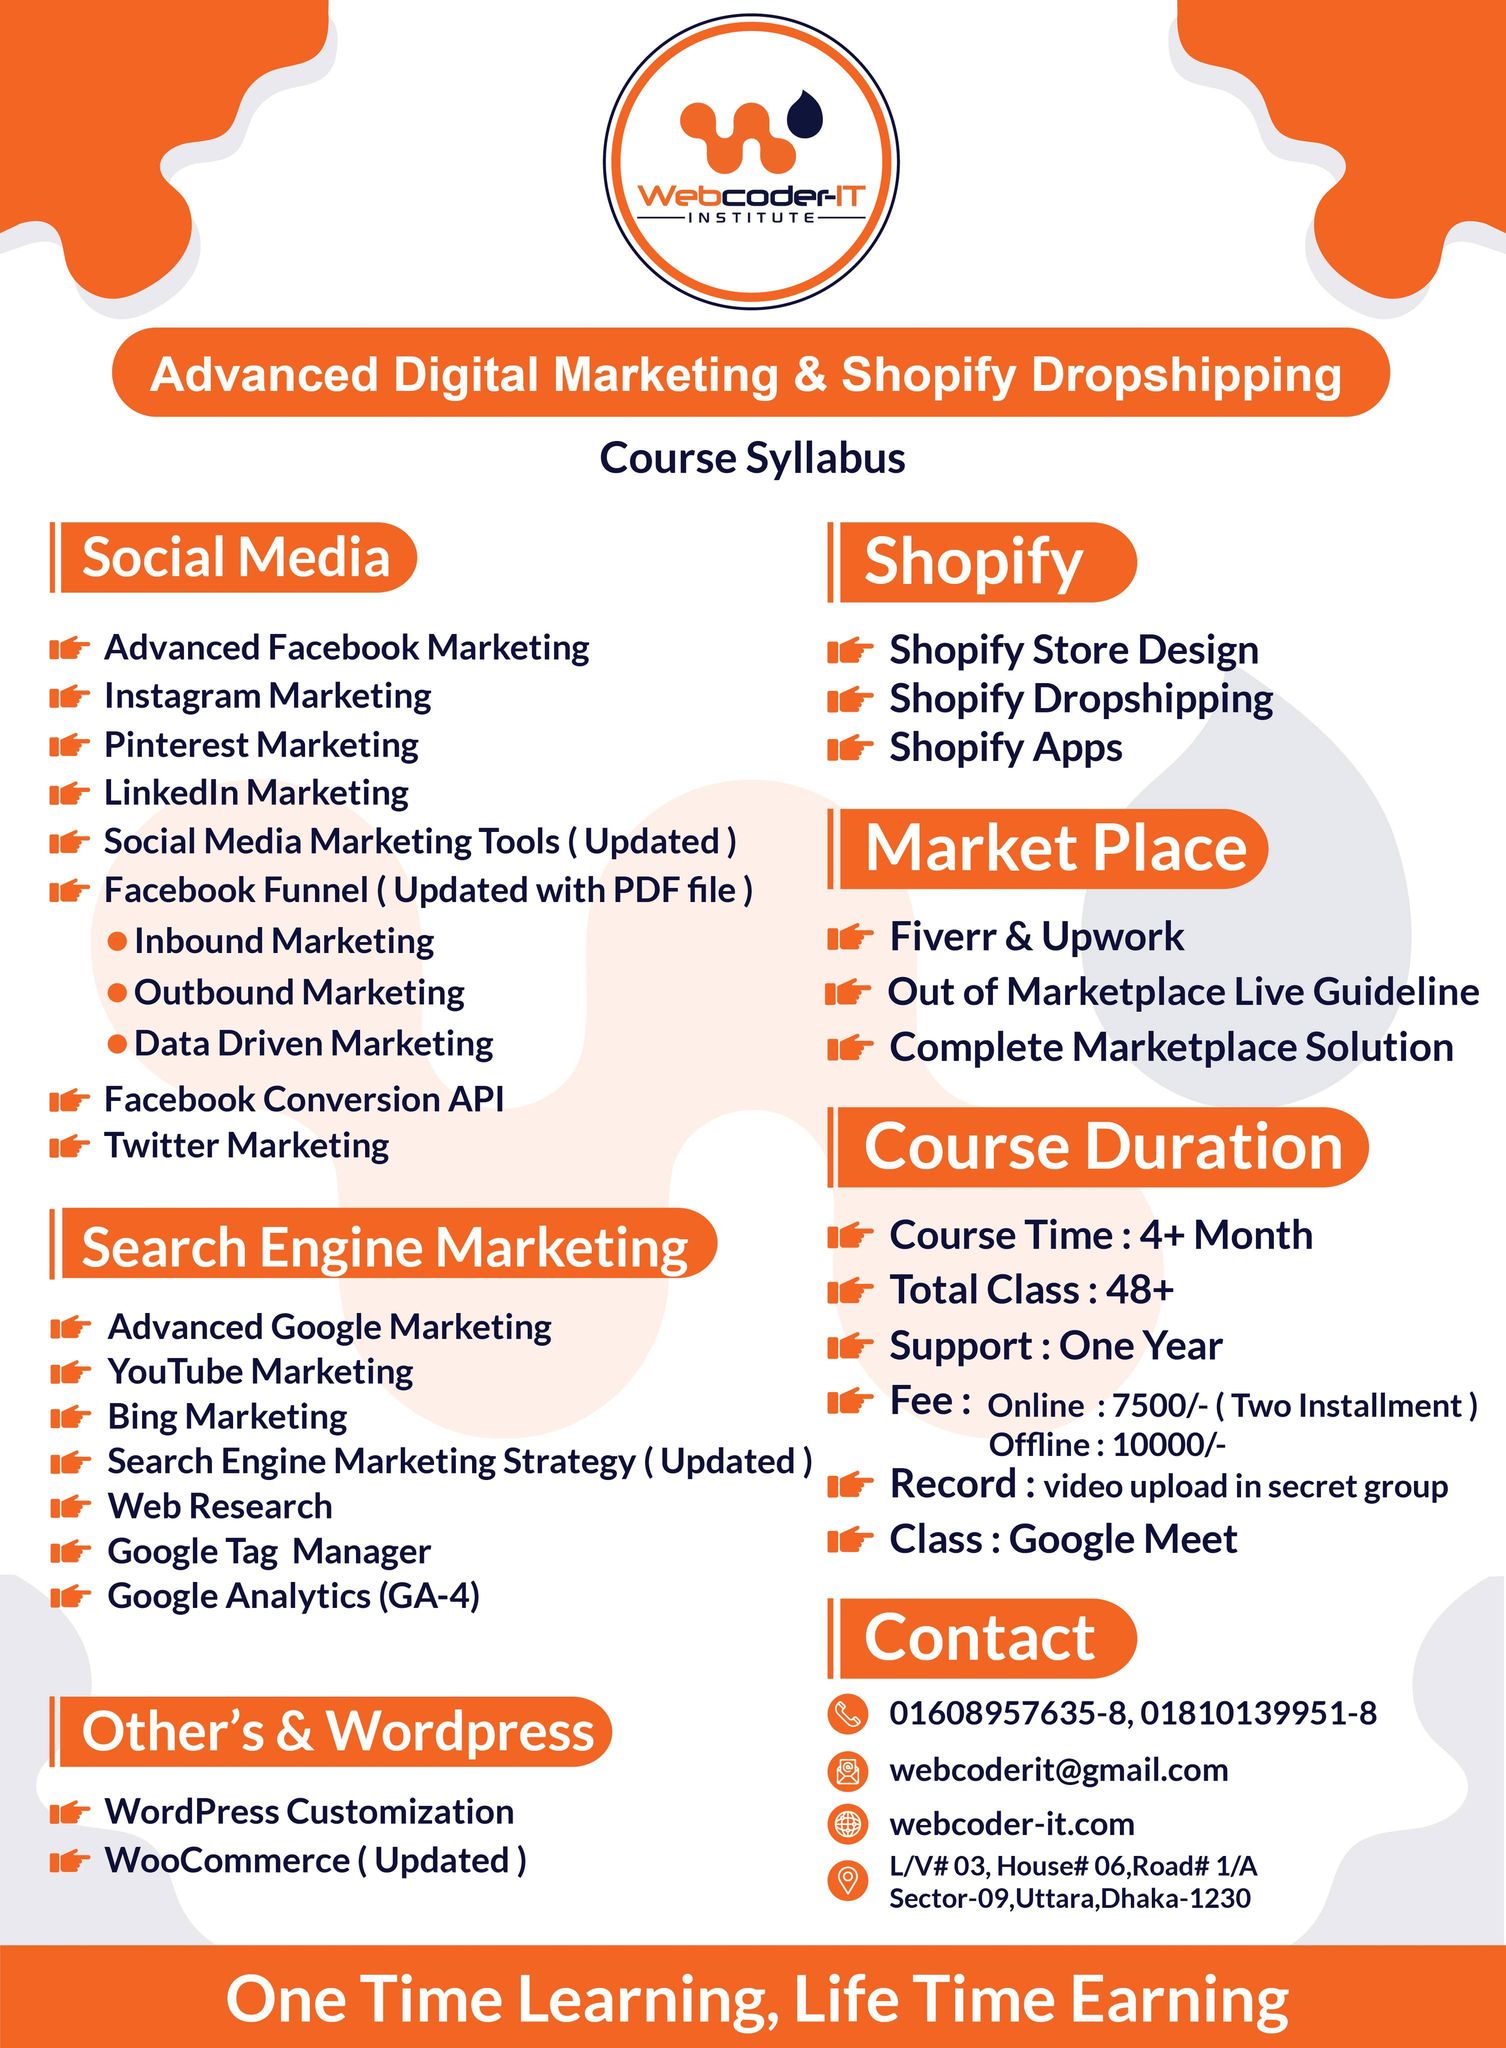 Webcoder-IT
INSTITUTE
Advanced Digital Marketing & Shopify Dropshipping
Course Syllabus
Social Media
Advanced Facebook Marketing
Instagram Marketing
Pinterest Marketing
LinkedIn Marketing
Social Media Marketing Tools ( Updated )
Facebook Funnel ( Updated with PDF file )
Inbound Marketing
Outbound Marketing
Data Driven Marketing
Facebook Conversion API
Twitter Marketing
Search Engine Marketing
Advanced Google Marketing
YouTube Marketing
Bing Marketing
Search Engine Marketing Strategy ( Updated )
Web Research
Google Tag Manager
Google Analytics (GA-4)
Other’s & Wordpress
WordPress Customization
WooCommerce ( Updated )
Shopify
Shopify Store Design
Shopify Dropshipping
Shopify Apps
Market Place
Fiverr & Upwork
Out of Marketplace Live Guideline
Complete Marketplace Solution
Course Duration
Course Time : 4+ Month
Total Class : 48+
Support : One Year
Fee : Online : 7500/- ( Two Installment )
Offline : 10000/-
Record : video upload in secret group
Class : Google Meet
Contact
01608957635-8, 01810139951-8
webcoderit@gmail.com
webcoder-it.com
L/V# 03, House# 06,Road# 1/A
Sector-09,Uttara,Dhaka-1230
One Time Learning, Life Time Earning